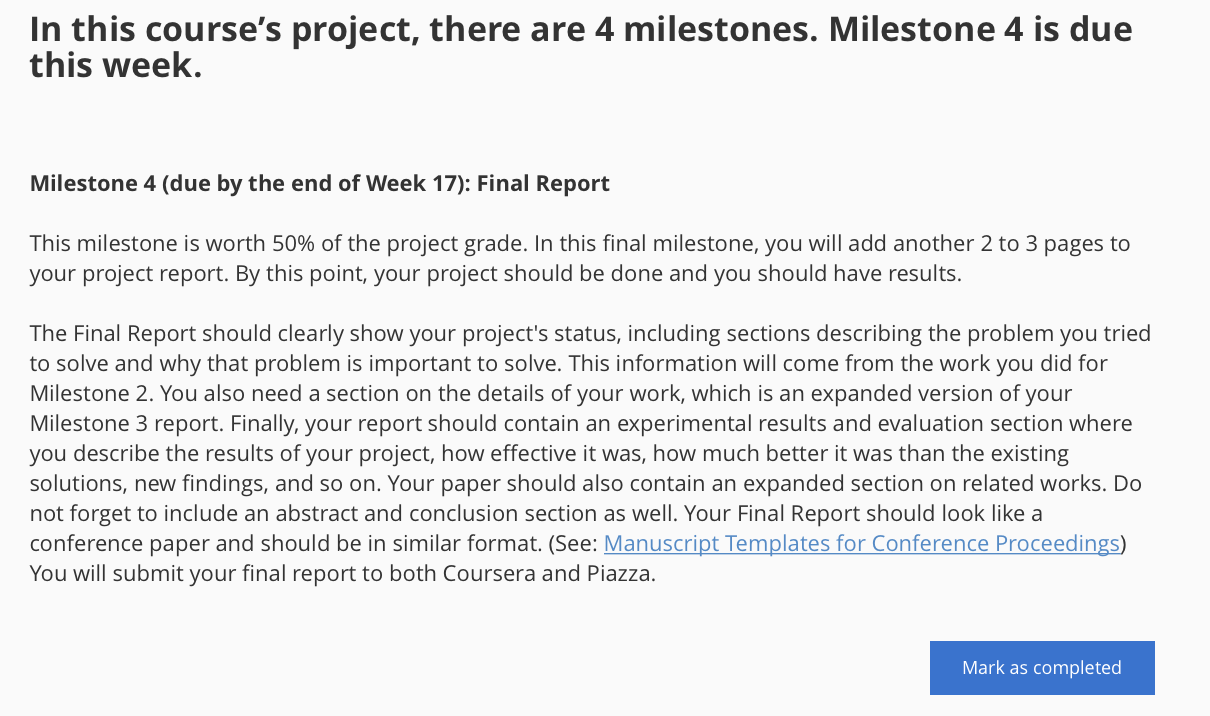 In this course’s project, there are 4 milestones. Milestone 4 is due
this week.
Milestone 4 (due by the end of Week 17): Final Report
This milestone is worth 50% of the project grade. In this final milestone, you will add another 2 to 3 pages to
your project report. By this point, your project should be done and you should have results.
The Final Report should clearly show your project's status, including sections describing the problem you tried
to solve and why that problem is important to solve. This information will come from the work you did for
Milestone 2. You also need a section on the details of your work, which is an expanded version of your
Milestone 3 report. Finally, your report should contain an experimental results and evaluation section where
you describe the results of your project, how effective it was, how much better it was than the existing
solutions, new findings, and so on. Your paper should also contain an expanded section on related works. Do
not forget to include an abstract and conclusion section as well. Your Final Report should look like a
conference paper and should be in similar format. (See: Manuscript Templates for Conference Proceedings)
You will submit your final report to both Coursera and Piazza.
Mark as completed